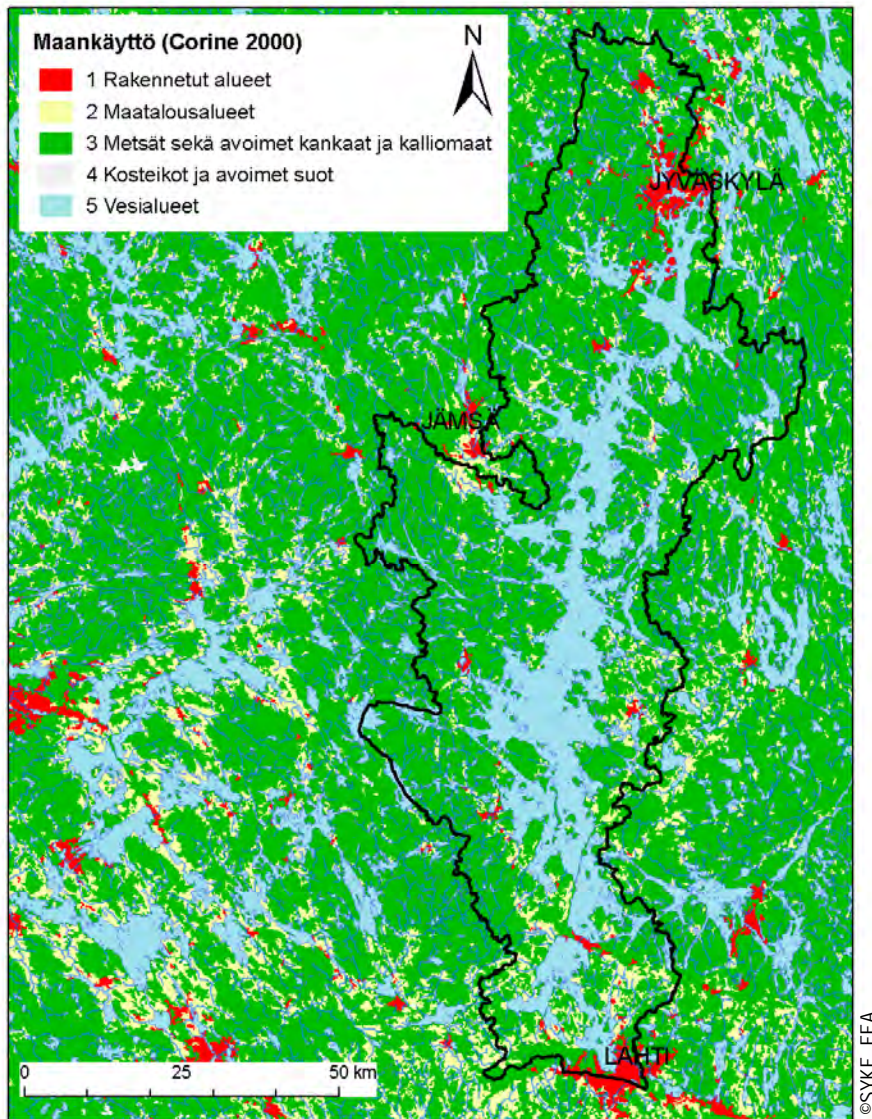 Maankäyttö (Corine 2000)
N
1 Rakennetut alueet
2 Maatalousalueet
3 Metsät sekä avoimet kankaat ja kalliomaat
4 Kosteikot ja avoimet suot
5 Vesialueet
JYVÄSKYLÄ
JÄMSÄ
LAHTI
0 25 50 km
©SYKE, EEA